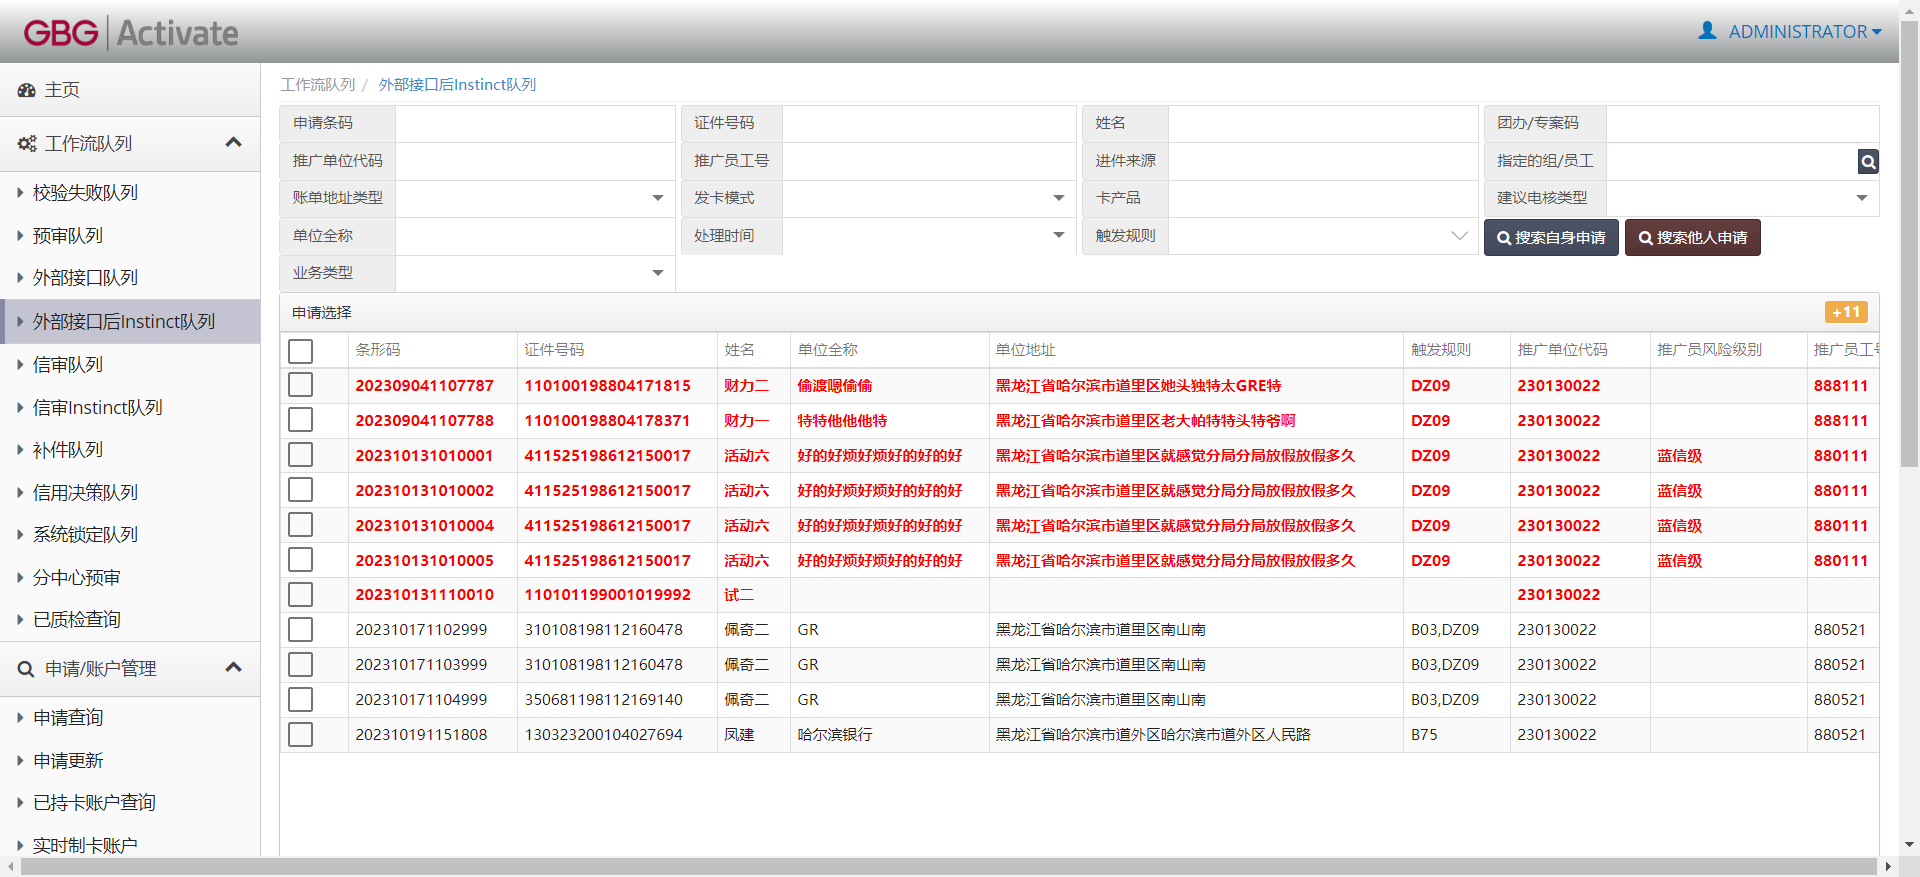 GBG | Activate
ADMINISTRATOR
主页
工作流队列
校验失败队列
预审队列
外部接口队列
外部接口后Instinct队列
信审队列
信审Instinct队列
补件队列
信用决策队列
系统锁定队列
分中心预审
已质检查询
申请/账户管理
申请查询
申请更新
已持卡账户查询
实时制卡账户
工作流队列 / 外部接口后Instinct队列
申请条码 证件号码 姓名 团办/专案码
推广单位代码 推广员工号 进件来源 指定的组/员工
账单地址类型 发卡模式 卡产品 建议电核类型
单位全称 处理时间 触发规则 搜索自身申请 搜索他人申请
业务类型
申请选择 +11
条形码 证件号码 姓名 单位全称 单位地址 触发规则 推广单位代码 推广员风险级别 推广员工号
202309041107787 110100198804171815 财力二 偷渡嗯偷偷 黑龙江省哈尔滨市道里区她头独特太GRE特 DZ09 230130022 888111
202309041107788 110100198804178371 财力一 特特他他他特 黑龙江省哈尔滨市道里区老大帕特特头特爷啊 DZ09 230130022 888111
202310131010001 411525198612150017 活动六 好的好烦好烦好的好的好 黑龙江省哈尔滨市道里区就感觉分局分局放假放假多久 DZ09 230130022 蓝信级 880111
202310131010002 411525198612150017 活动六 好的好烦好烦好的好的好 黑龙江省哈尔滨市道里区就感觉分局分局放假放假多久 DZ09 230130022 蓝信级 880111
202310131010004 411525198612150017 活动六 好的好烦好烦好的好的好 黑龙江省哈尔滨市道里区就感觉分局分局放假放假多久 DZ09 230130022 蓝信级 880111
202310131010005 411525198612150017 活动六 好的好烦好烦好的好的好 黑龙江省哈尔滨市道里区就感觉分局分局放假放假多久 DZ09 230130022 蓝信级 880111
202310131110010 110101199001019992 试二 230130022
202310171102999 310108198112160478 佩奇二 GR 黑龙江省哈尔滨市道里区南山南 B03,DZ09 230130022 880521
202310171103999 310108198112160478 佩奇二 GR 黑龙江省哈尔滨市道里区南山南 B03,DZ09 230130022 880521
202310171104999 350681198112169140 佩奇二 GR 黑龙江省哈尔滨市道里区南山南 B03,DZ09 230130022 880521
202310191151808 130323200104027694 凤建 哈尔滨银行 黑龙江省哈尔滨市道外区哈尔滨市道外区人民路 B75 230130022 880521